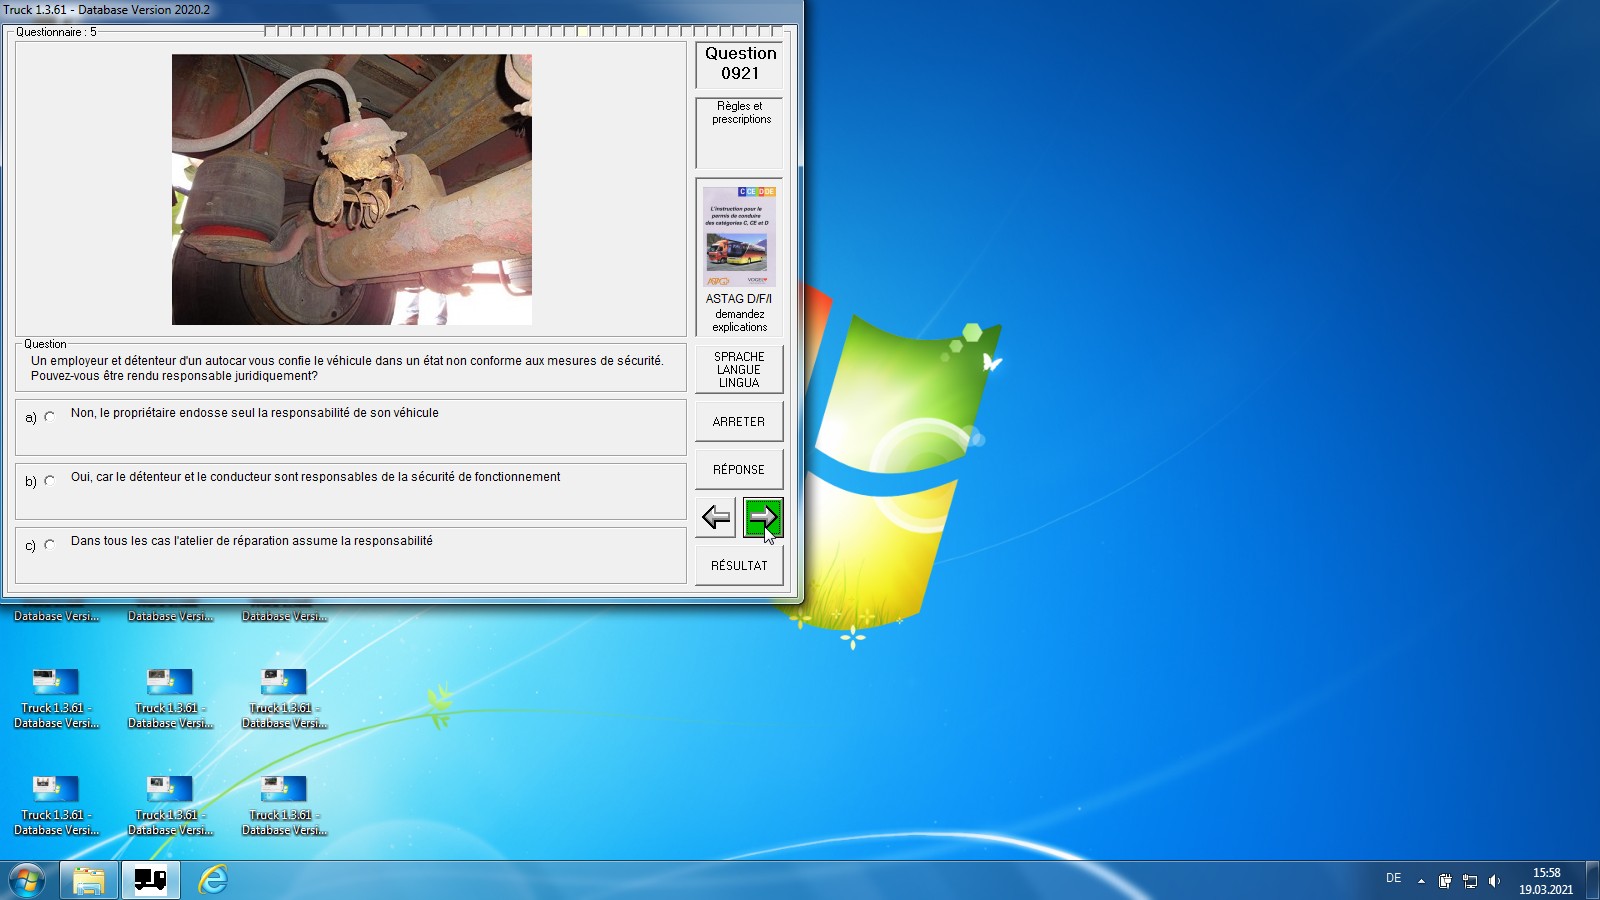 Truck 1.3.61 - Database Version 2020.2
Questionnaire : 5
Question
0921
Règles et
prescriptions
C CE D DE
L'instruction pour le
permis de conduire
des catégories C, CE et D
ASTAG D/F/I
demandez
explications
Question
Un employeur et détenteur d'un autocar vous confie le véhicule dans un état non conforme aux mesures de sécurité.
Pouvez-vous être rendu responsable juridiquement?
a) Non, le propriétaire endosse seul la responsabilité de son véhicule
b) Oui, car le détenteur et le conducteur sont responsables de la sécurité de fonctionnement
c) Dans tous les cas l'atelier de réparation assume la responsabilité
SPRACHE
LANGUE
LINGUA
ARRETER
RÉPONSE
RÉSULTAT
Database Versi... Database Versi... Database Versi...
Truck 1.3.61 - Truck 1.3.61 - Truck 1.3.61 -
Database Versi... Database Versi... Database Versi...
Truck 1.3.61 - Truck 1.3.61 - Truck 1.3.61 -
Database Versi... Database Versi... Database Versi...
DE
15:58
19.03.2021